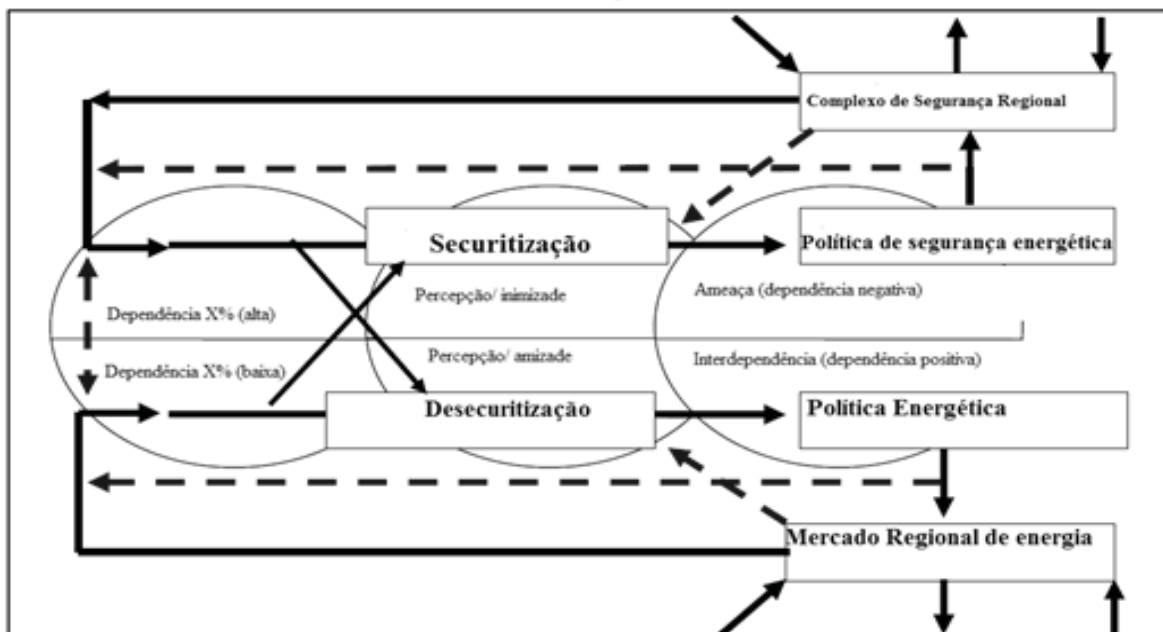 Complexo de Segurança Regional
Securitização
Política de segurança energética
Percepção/ inimizade
Ameaça (dependência negativa)
Dependência X% (alta)
Percepção/ amizade
Interdependência (dependência positiva)
Dependência X% (baixa)
Desecuritização
Política Energética
Mercado Regional de energia